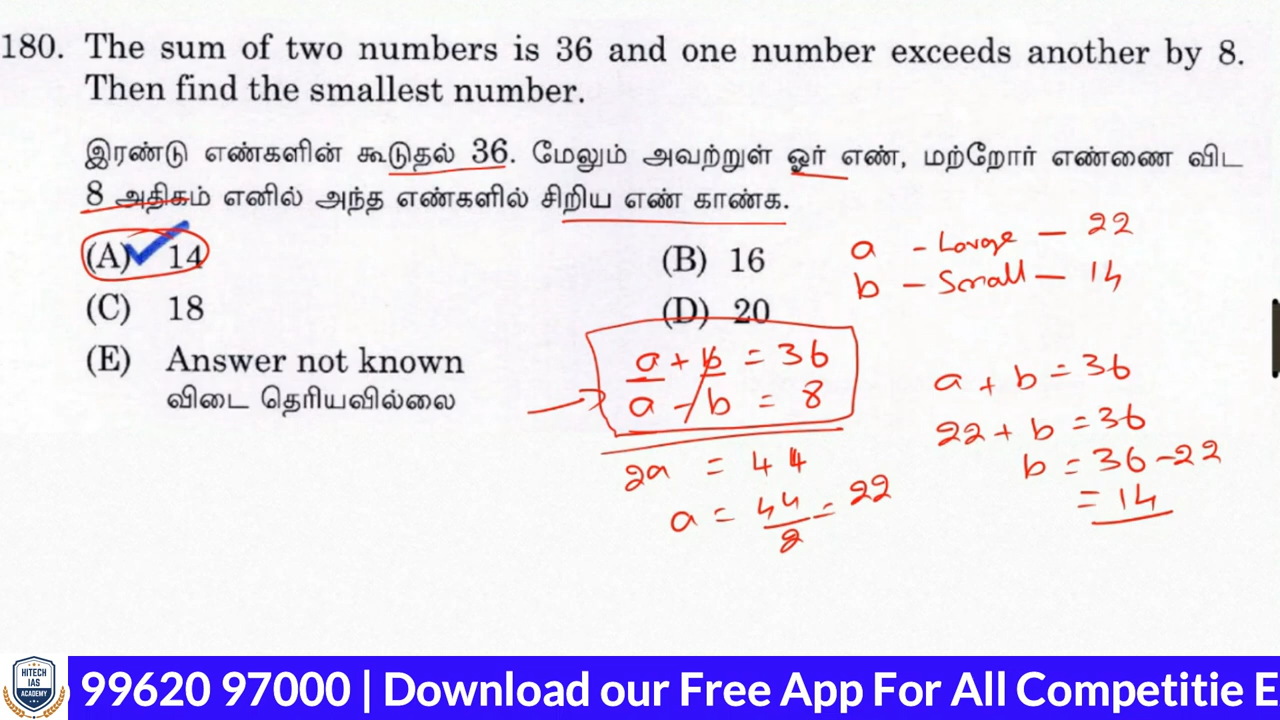 180. The sum of two numbers is 36 and one number exceeds another by 8.
Then find the smallest number.
இரண்டு எண்களின் கூடுதல் 36. மேலும் அவற்றுள் ஓர் எண், மற்றோர் எண்ணை விட
8 அதிகம் எனில் அந்த எண்களில் சிறிய எண் காண்க.
(A) 14
(B) 16
(C) 18
(D) 20
(E) Answer not known
விடை தெரியவில்லை
a - Large - 22
b - Small - 14
a + b = 36
a - b = 8
2a = 44
a = 44/2 = 22
a + b = 36
22 + b = 36
b = 36 - 22
= 14
HITECH
IAS
ACADEMY
99620 97000 | Download our Free App For All Competitie E